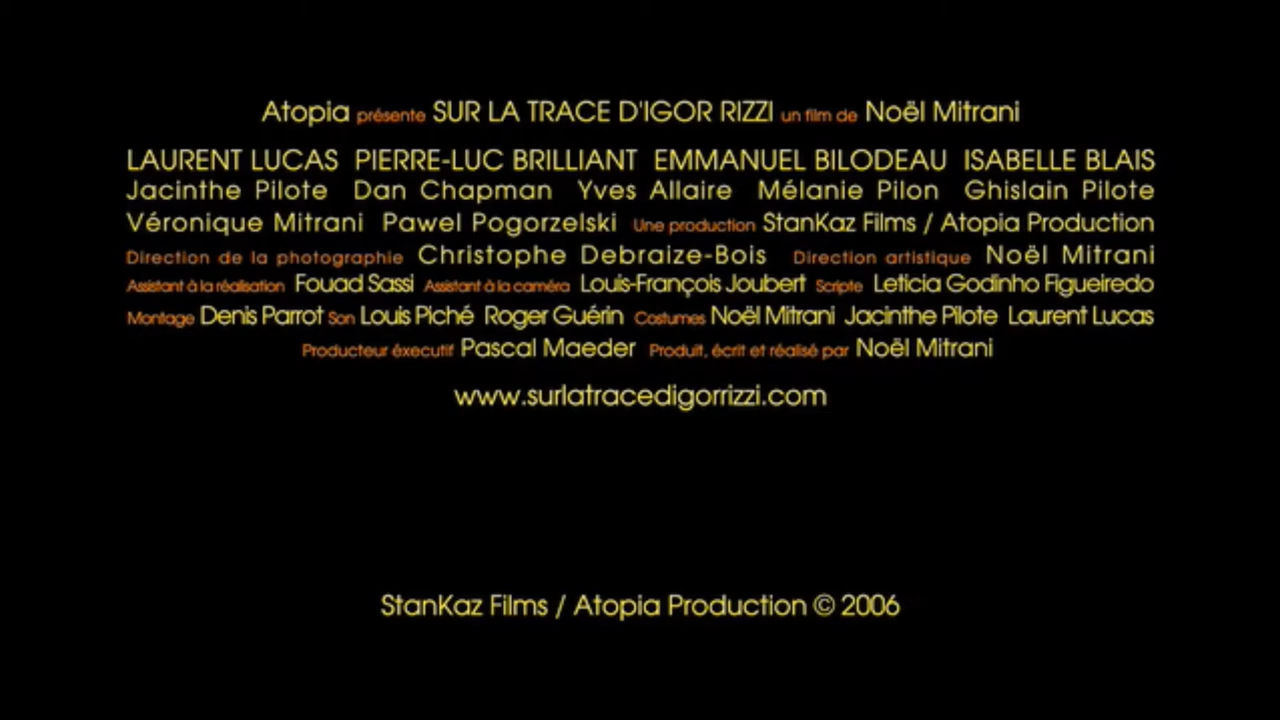 Atopia présente SUR LA TRACE D'IGOR RIZZI un film de Noël Mitrani
LAURENT LUCAS PIERRE-LUC BRILLIANT EMMANUEL BILODEAU ISABELLE BLAIS
Jacinthe Pilote Dan Chapman Yves Allaire Mélanie Pilon Ghislain Pilote
Véronique Mitrani Pawel Pogorzelski Une production StanKaz Films / Atopia Production
Direction de la photographie Christophe Debraize-Bois Direction artistique Noël Mitrani
Assistant à la réalisation Fouad Sassi Assistant à la caméra Louis-François Joubert Scripte Leticia Godinho Figueiredo
Montage Denis Parrot Son Louis Piché Roger Guérin Costumes Noël Mitrani Jacinthe Pilote Laurent Lucas
Producteur éxecutif Pascal Maeder Produit, écrit et réalisé par Noël Mitrani
www.surlatracedigorrizzi.com
StanKaz Films / Atopia Production © 2006